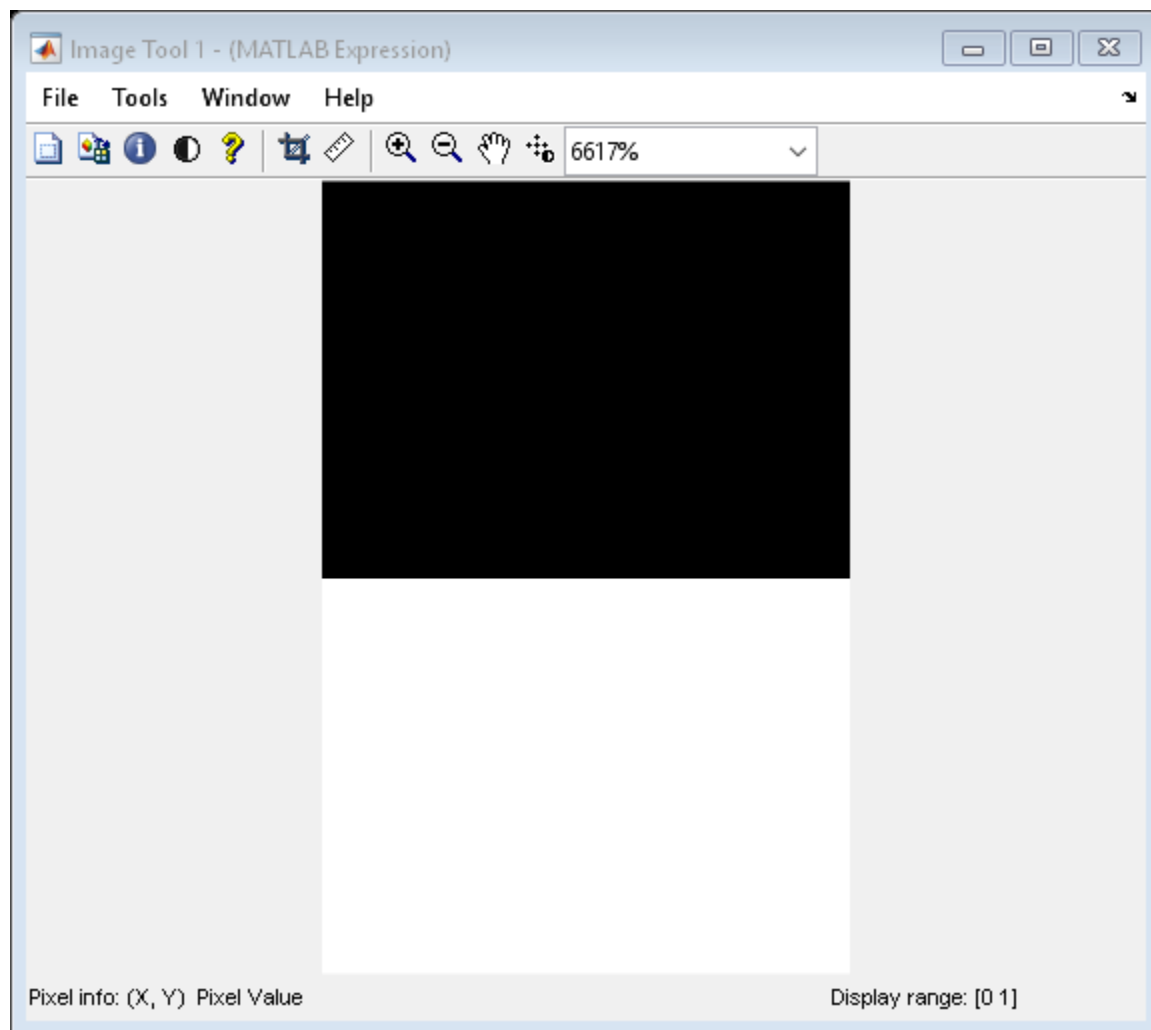 Image Tool 1 - (MATLAB Expression)
File Tools Window Help
6617%
Pixel info: (X, Y) Pixel Value
Display range: [0 1]